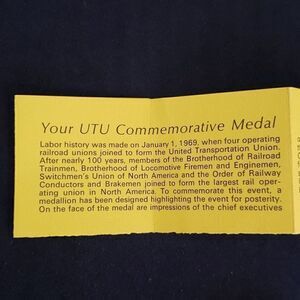 Your UTU Commemorative Medal
Labor history was made on January 1, 1969, when four operating
railroad unions joined to form the United Transportation Union.
After nearly 100 years, members of the Brotherhood of Railroad
Trainmen, Brotherhood of Locomotive Firemen and Enginemen,
Switchmen's Union of North America and the Order of Railway
Conductors and Brakemen joined to form the largest rail oper-
ating union in North America. To commemorate this event, a
medallion has been designed highlighting the event for posterity.
On the face of the medal are impressions of the chief executives